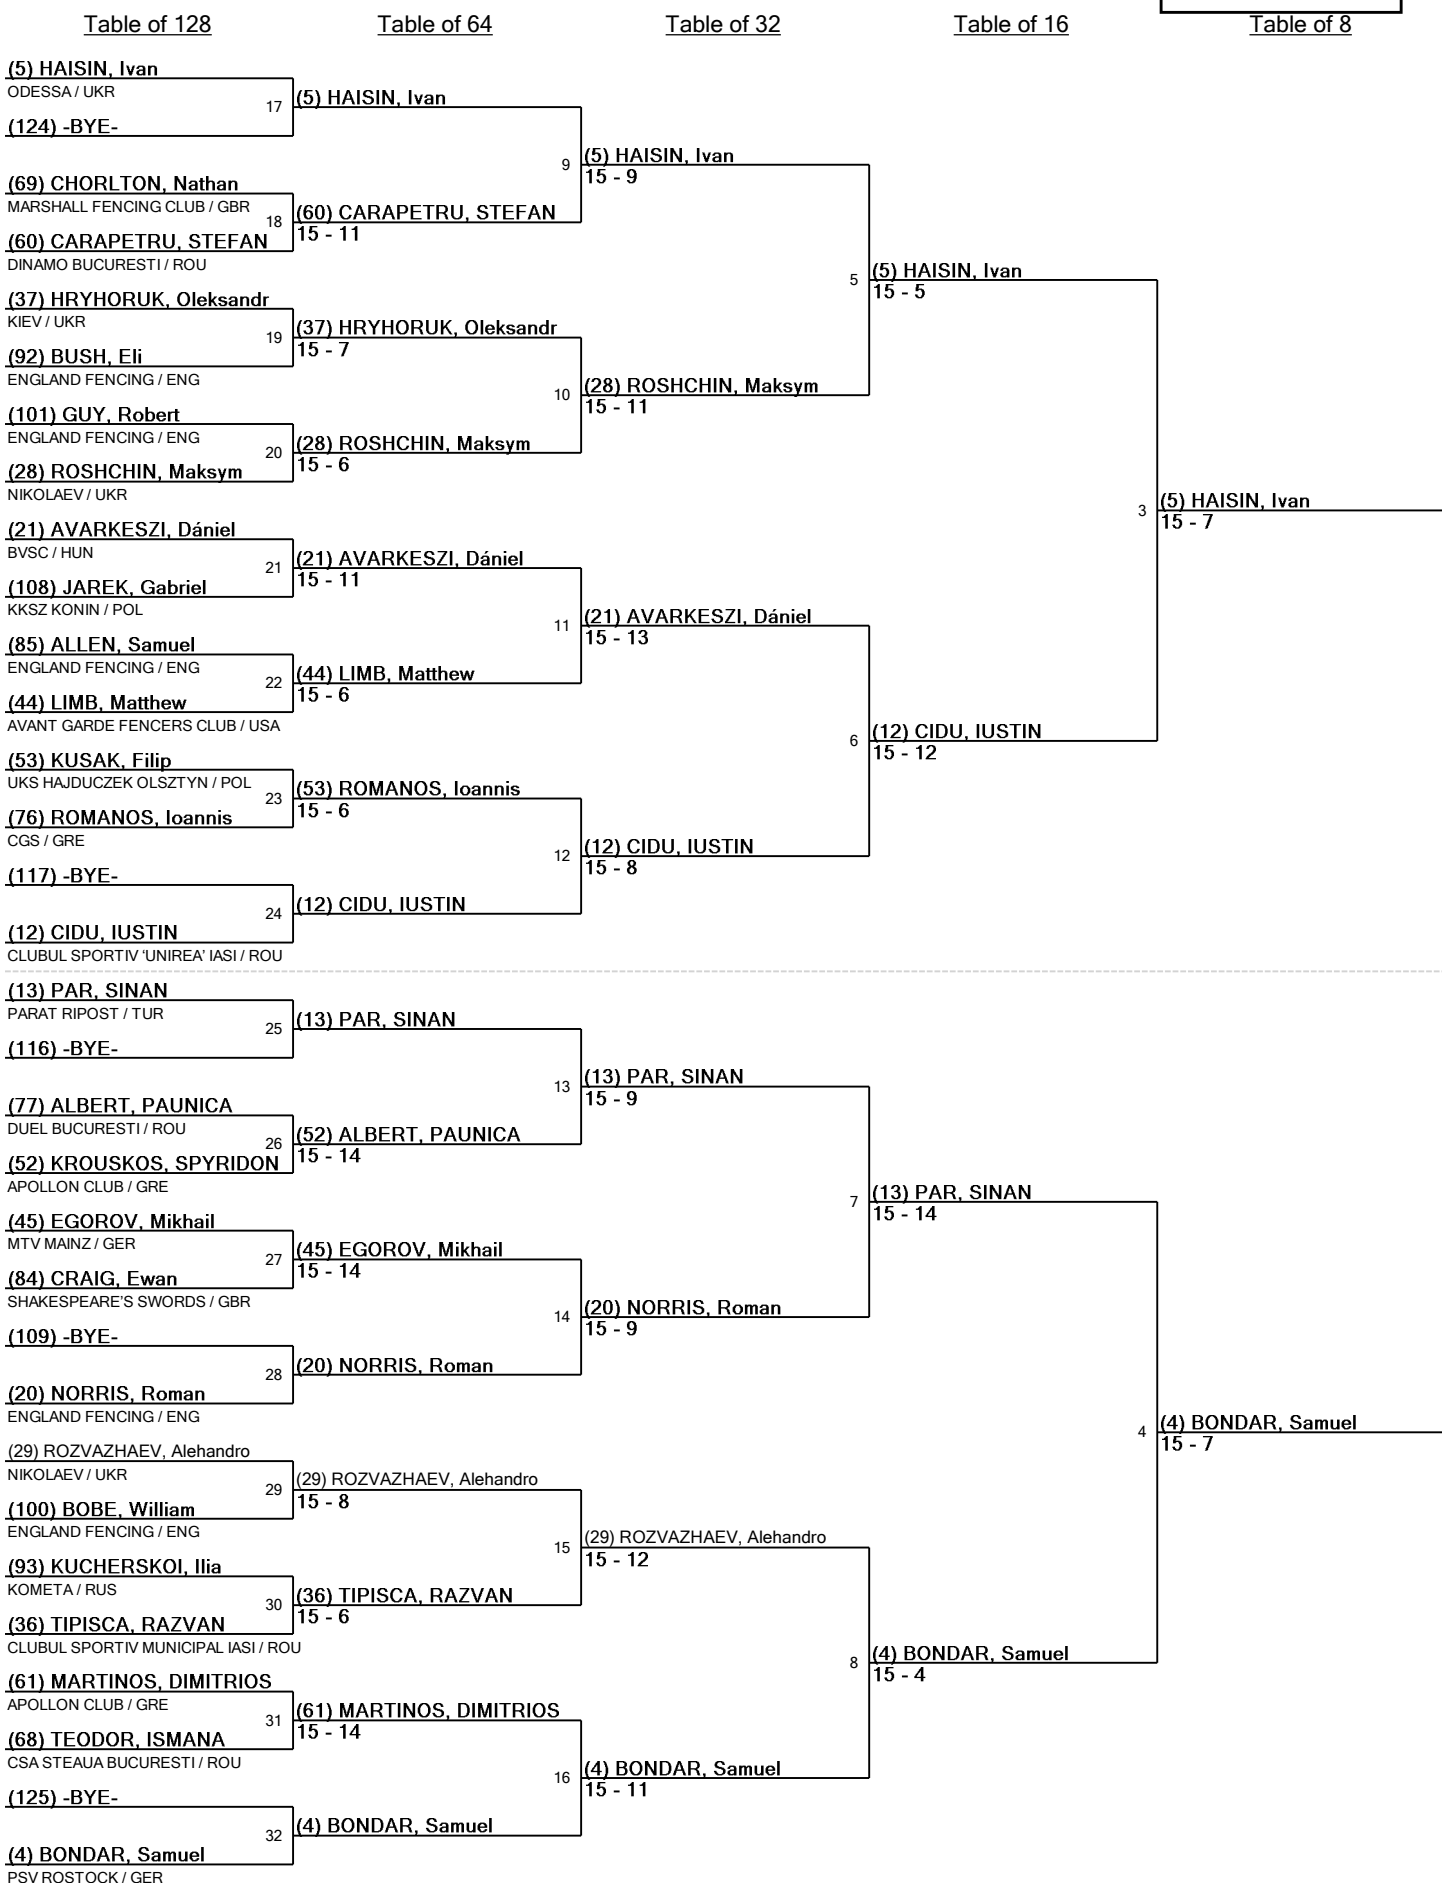 Table of 128
Table of 64
Table of 32
Table of 16
Table of 8
(5) HAISIN, Ivan
ODESSA / UKR
17
(124) -BYE-
(69) CHORLTON, Nathan
MARSHALL FENCING CLUB / GBR
18
(60) CARAPETRU, STEFAN
DINAMO BUCURESTI / ROU
(37) HRYHORUK, Oleksandr
KIEV / UKR
19
(92) BUSH, Eli
ENGLAND FENCING / ENG
(101) GUY, Robert
ENGLAND FENCING / ENG
20
(28) ROSHCHIN, Maksym
NIKOLAEV / UKR
(21) AVARKESZI, Dániel
BVSC / HUN
21
(108) JAREK, Gabriel
KKSZ KONIN / POL
(85) ALLEN, Samuel
ENGLAND FENCING / ENG
22
(44) LIMB, Matthew
AVANT GARDE FENCERS CLUB / USA
(53) KUSAK, Filip
UKS HAJDUCZEK OLSZTYN / POL
23
(76) ROMANOS, Ioannis
CGS / GRE
(117) -BYE-
24
(12) CIDU, IUSTIN
CLUBUL SPORTIV 'UNIREA' IASI / ROU
(13) PAR, SINAN
PARAT RIPOST / TUR
25
(116) -BYE-
(77) ALBERT, PAUNICA
DUEL BUCURESTI / ROU
26
(52) KROUSKOS, SPYRIDON
APOLLON CLUB / GRE
(45) EGOROV, Mikhail
MTV MAINZ / GER
27
(84) CRAIG, Ewan
SHAKESPEARE'S SWORDS / GBR
(109) -BYE-
28
(20) NORRIS, Roman
ENGLAND FENCING / ENG
(29) ROZVAZHAEV, Alehandro
NIKOLAEV / UKR
29
(100) BOBE, William
ENGLAND FENCING / ENG
(93) KUCHERSKOI, Ilia
KOMETA / RUS
30
(36) TIPISCA, RAZVAN
CLUBUL SPORTIV MUNICIPAL IASI / ROU
(61) MARTINOS, DIMITRIOS
APOLLON CLUB / GRE
31
(68) TEODOR, ISMANA
CSA STEAUA BUCURESTI / ROU
(125) -BYE-
32
(4) BONDAR, Samuel
PSV ROSTOCK / GER
(5) HAISIN, Ivan
9
(60) CARAPETRU, STEFAN
15 - 11
(37) HRYHORUK, Oleksandr
15 - 7
10
(28) ROSHCHIN, Maksym
15 - 6
(21) AVARKESZI, Dániel
15 - 11
11
(44) LIMB, Matthew
15 - 6
(53) ROMANOS, Ioannis
15 - 6
12
(12) CIDU, IUSTIN
(13) PAR, SINAN
13
(52) ALBERT, PAUNICA
15 - 14
(45) EGOROV, Mikhail
15 - 14
14
(20) NORRIS, Roman
(29) ROZVAZHAEV, Alehandro
15 - 8
15
(36) TIPISCA, RAZVAN
15 - 6
(61) MARTINOS, DIMITRIOS
15 - 14
16
(4) BONDAR, Samuel
(5) HAISIN, Ivan
15 - 9
5
(28) ROSHCHIN, Maksym
15 - 11
(21) AVARKESZI, Dániel
15 - 13
6
(12) CIDU, IUSTIN
15 - 8
(13) PAR, SINAN
15 - 9
7
(20) NORRIS, Roman
15 - 9
(29) ROZVAZHAEV, Alehandro
15 - 12
8
(4) BONDAR, Samuel
15 - 11
(5) HAISIN, Ivan
15 - 5
3
(12) CIDU, IUSTIN
15 - 12
(13) PAR, SINAN
15 - 14
4
(4) BONDAR, Samuel
15 - 4
(5) HAISIN, Ivan
15 - 7
(4) BONDAR, Samuel
15 - 7